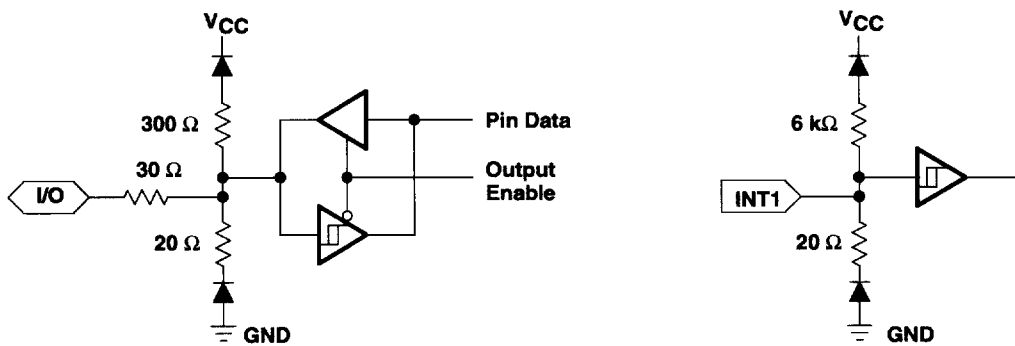 VCC
300 Ω
30 Ω
I/O
20 Ω
GND
Pin Data
Output
Enable
VCC
6 kΩ
INT1
20 Ω
GND